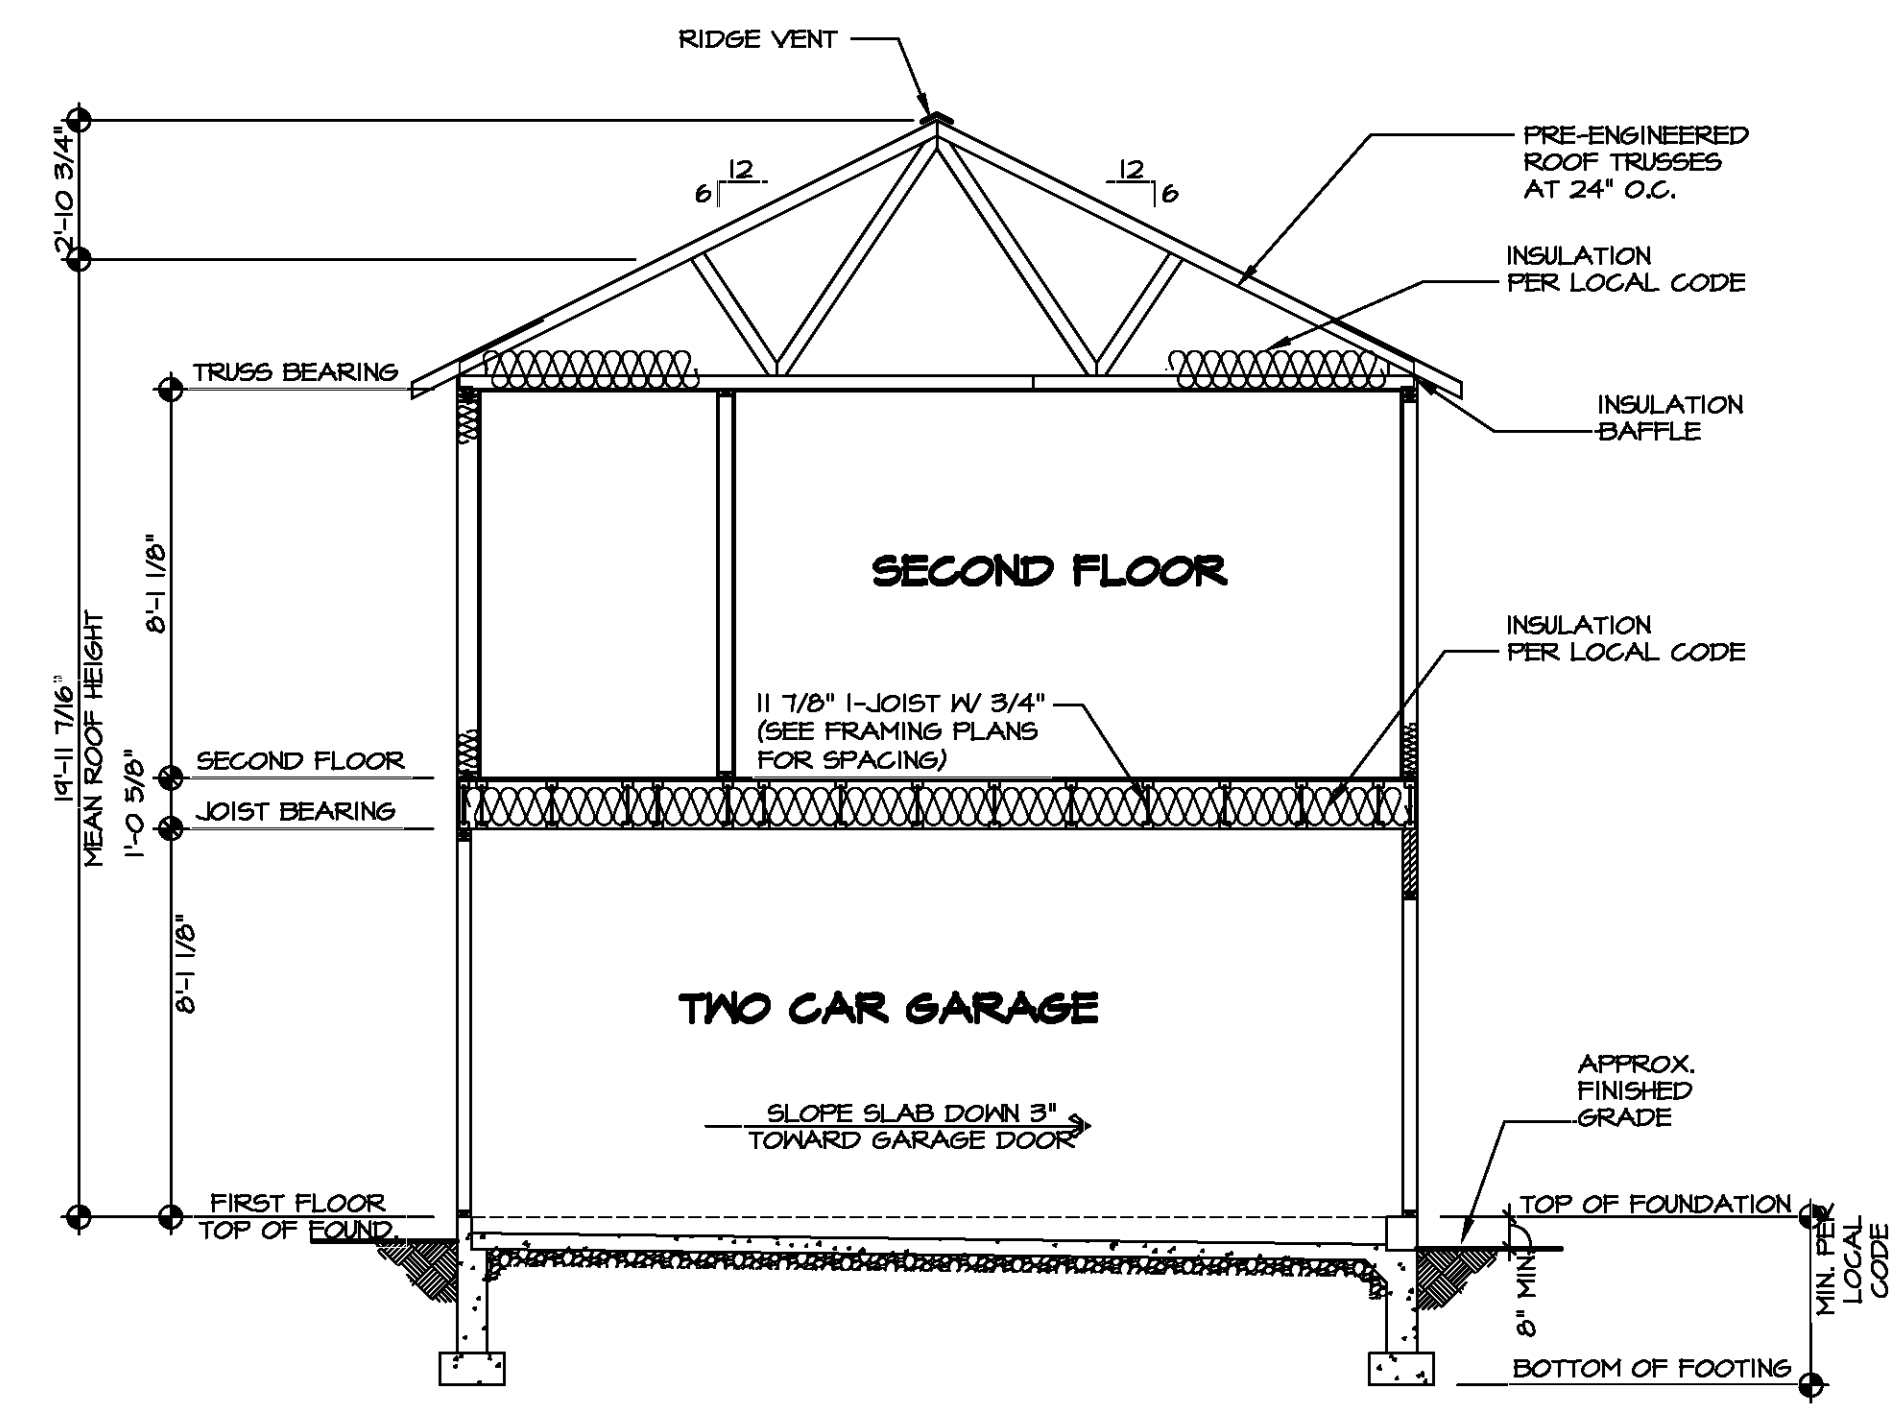 RIDGE VENT
2'-10 3/4"
12
6
12
6
PRE-ENGINEERED
ROOF TRUSSES
AT 24" O.C.
INSULATION
PER LOCAL CODE
TRUSS BEARING
INSULATION
BAFFLE
8'-1 1/8"
SECOND FLOOR
INSULATION
PER LOCAL CODE
19'-11 7/16"
MEAN ROOF HEIGHT
11 7/8" I-JOIST W/ 3/4"
(SEE FRAMING PLANS
FOR SPACING)
SECOND FLOOR
1'-0 5/8"
JOIST BEARING
8'-1 1/8"
TWO CAR GARAGE
APPROX.
FINISHED
GRADE
SLOPE SLAB DOWN 3"
TOWARD GARAGE DOOR
FIRST FLOOR
TOP OF FOUND.
TOP OF FOUNDATION
8" MIN.
MIN. PER
LOCAL
CODE
BOTTOM OF FOOTING